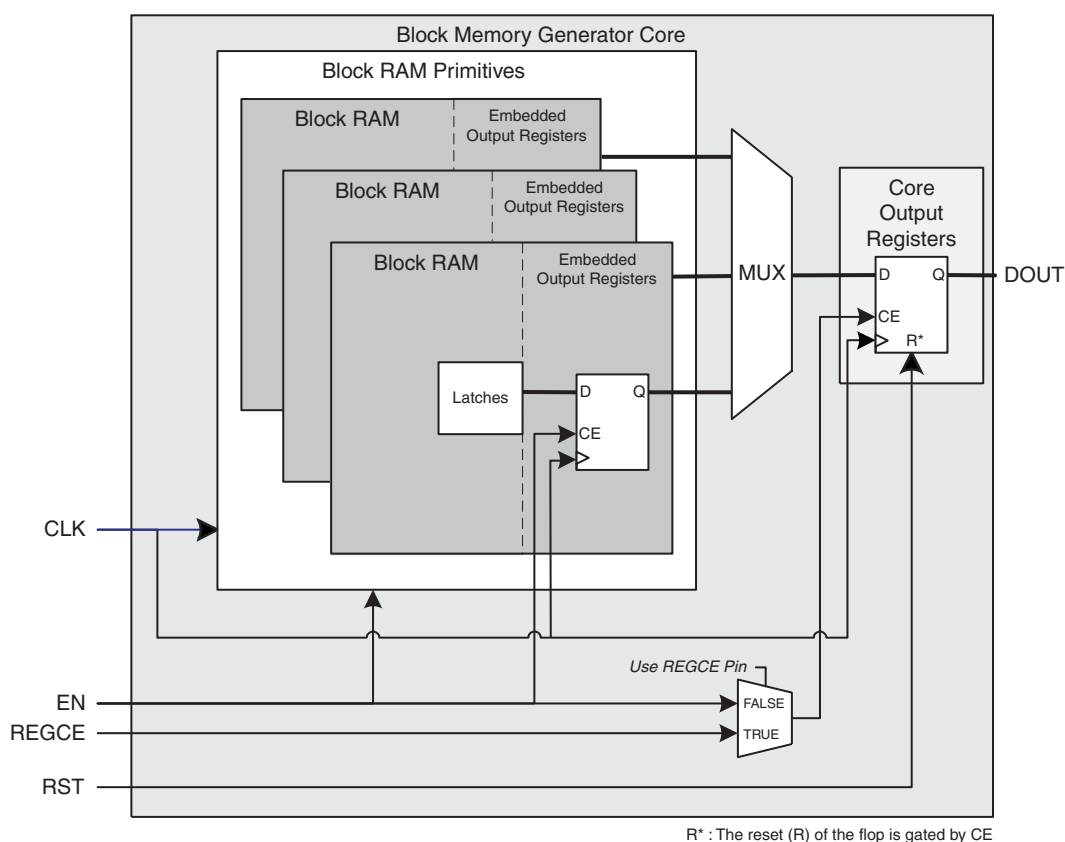 Block Memory Generator Core
Block RAM Primitives
Block RAM
Embedded
Output Registers
Block RAM
Embedded
Output Registers
Block RAM
Embedded
Output Registers
Latches
D
Q
CE
MUX
Core
Output
Registers
D
Q
CE
R*
DOUT
CLK
Use REGCE Pin
EN
FALSE
REGCE
TRUE
RST
R* : The reset (R) of the flop is gated by CE